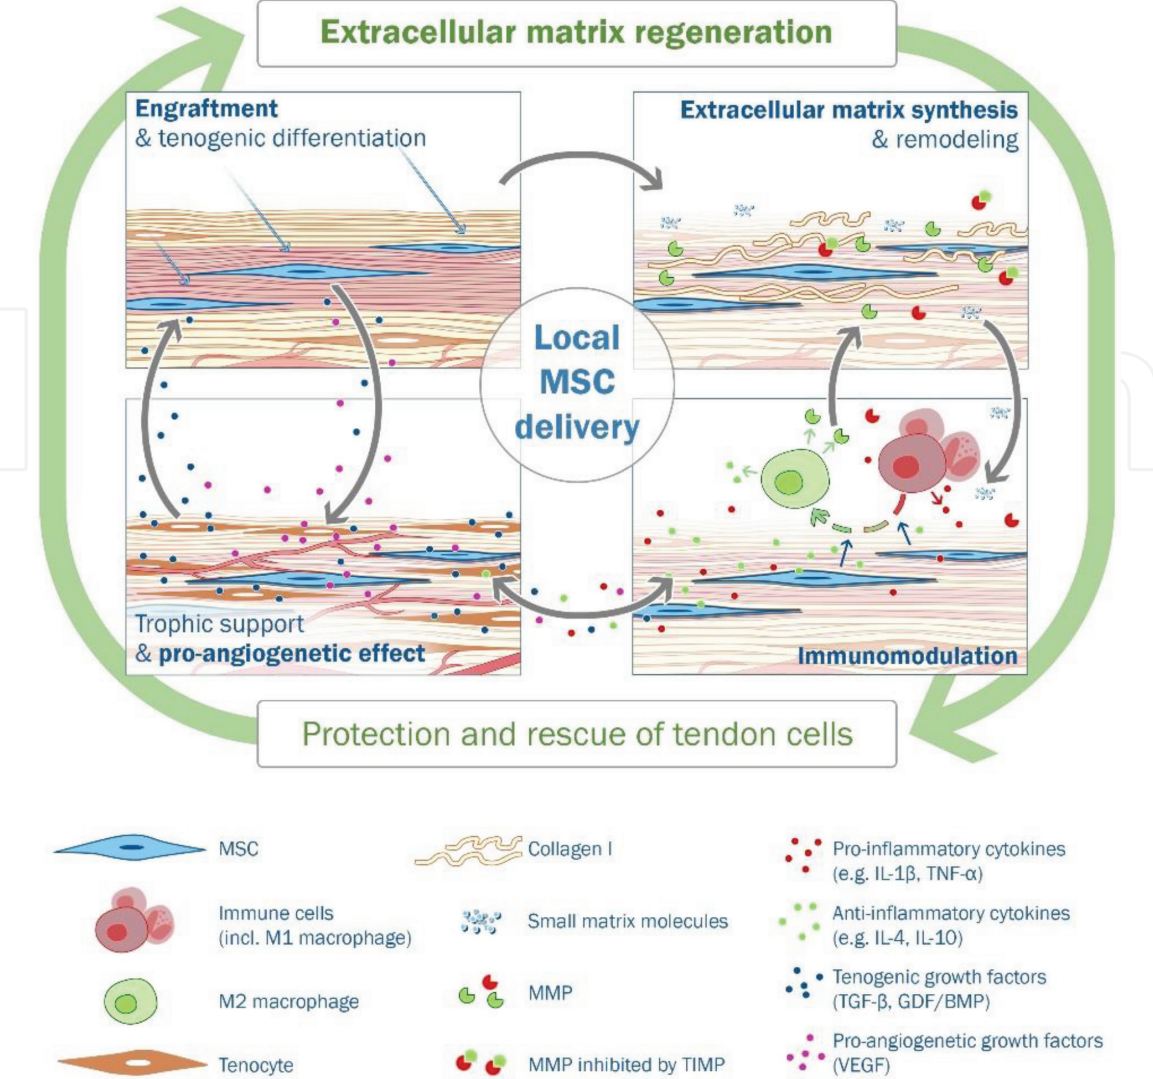 Extracellular matrix regeneration
Engraftment
& tenogenic differentiation
Extracellular matrix synthesis
& remodeling
Local
MSC
delivery
Trophic support
& pro-angiogenetic effect
Immunomodulation
Protection and rescue of tendon cells
MSC
Immune cells
(incl. M1 macrophage)
M2 macrophage
Tenocyte
Collagen I
Small matrix molecules
MMP
MMP inhibited by TIMP
Pro-inflammatory cytokines
(e.g. IL-1β, TNF-α)
Anti-inflammatory cytokines
(e.g. IL-4, IL-10)
Tenogenic growth factors
(TGF-β, GDF/BMP)
Pro-angiogenetic growth factors
(VEGF)